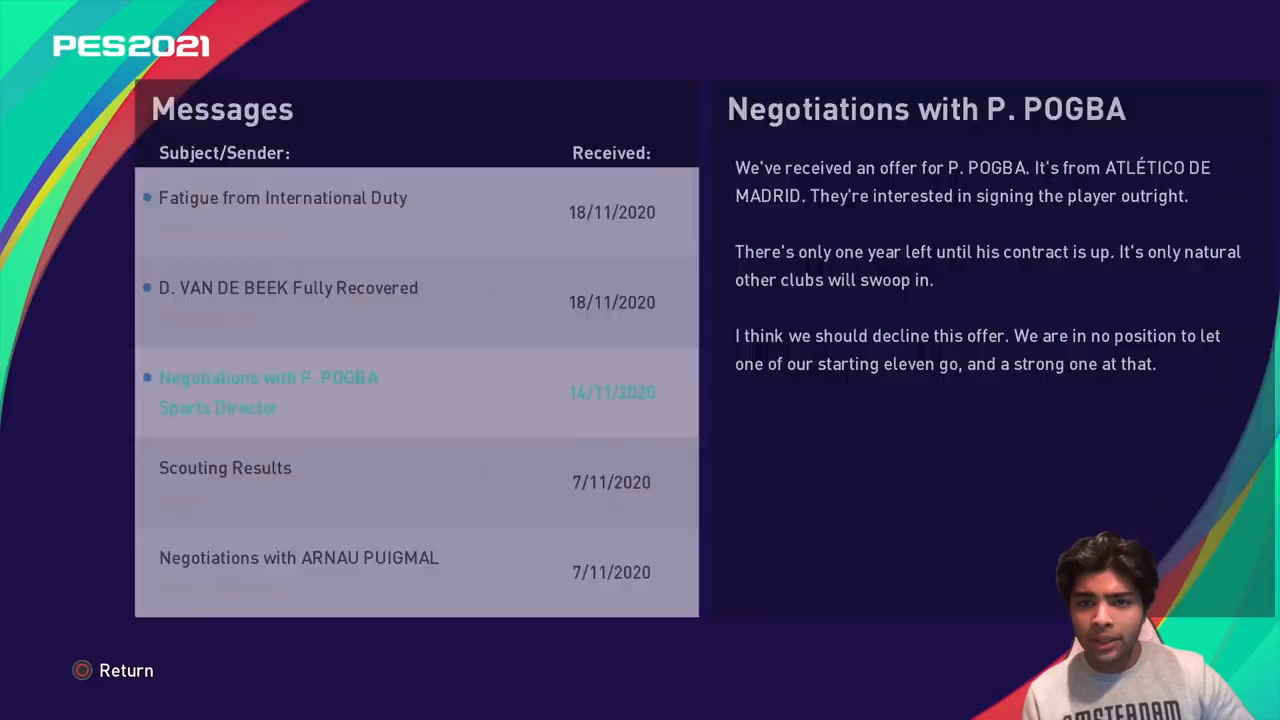 PES2021
Messages
Subject/Sender:
Received:
Fatigue from International Duty
18/11/2020
D. VAN DE BEEK Fully Recovered
18/11/2020
Negotiations with P. POGBA
Sports Director
14/11/2020
Scouting Results
7/11/2020
Negotiations with ARNAU PUIGMAL
7/11/2020
Negotiations with P. POGBA
We've received an offer for P. POGBA. It's from ATLÉTICO DE
MADRID. They're interested in signing the player outright.
There's only one year left until his contract is up. It's only natural
other clubs will swoop in.
I think we should decline this offer. We are in no position to let
one of our starting eleven go, and a strong one at that.
Return
AMSTERDAM